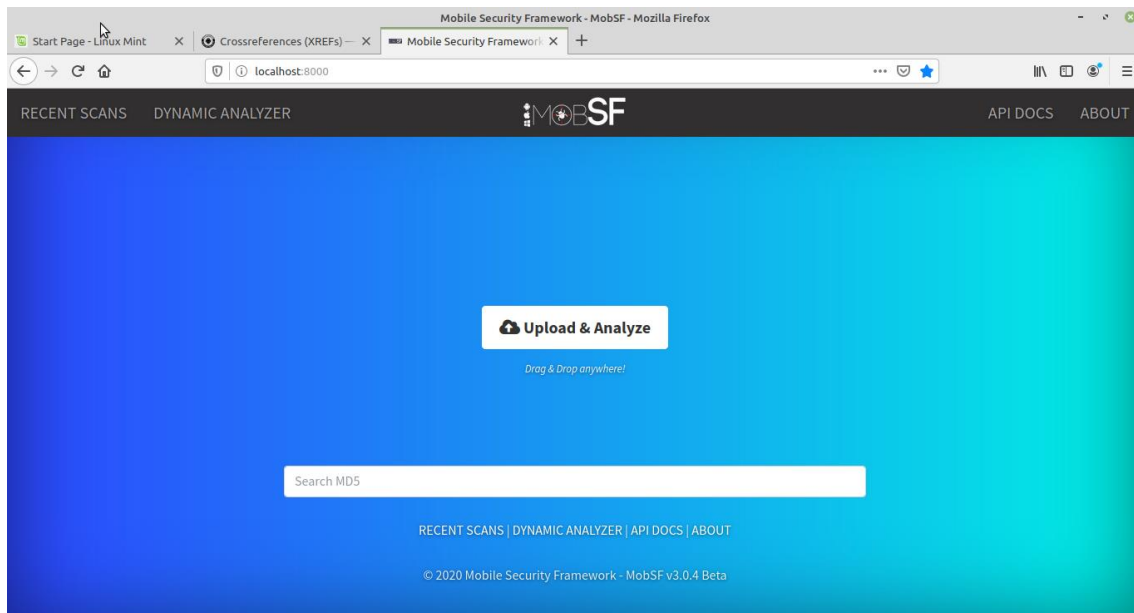 Mobile Security Framework - MobSF - Mozilla Firefox
Start Page - Linux Mint
Crossreferences (XREFs) —
Mobile Security Framework
localhost:8000
RECENT SCANS
DYNAMIC ANALYZER
MOBSF
API DOCS
ABOUT
Upload & Analyze
Drag & Drop anywhere!
Search MD5
RECENT SCANS | DYNAMIC ANALYZER | API DOCS | ABOUT
© 2020 Mobile Security Framework - MobSF v3.0.4 Beta